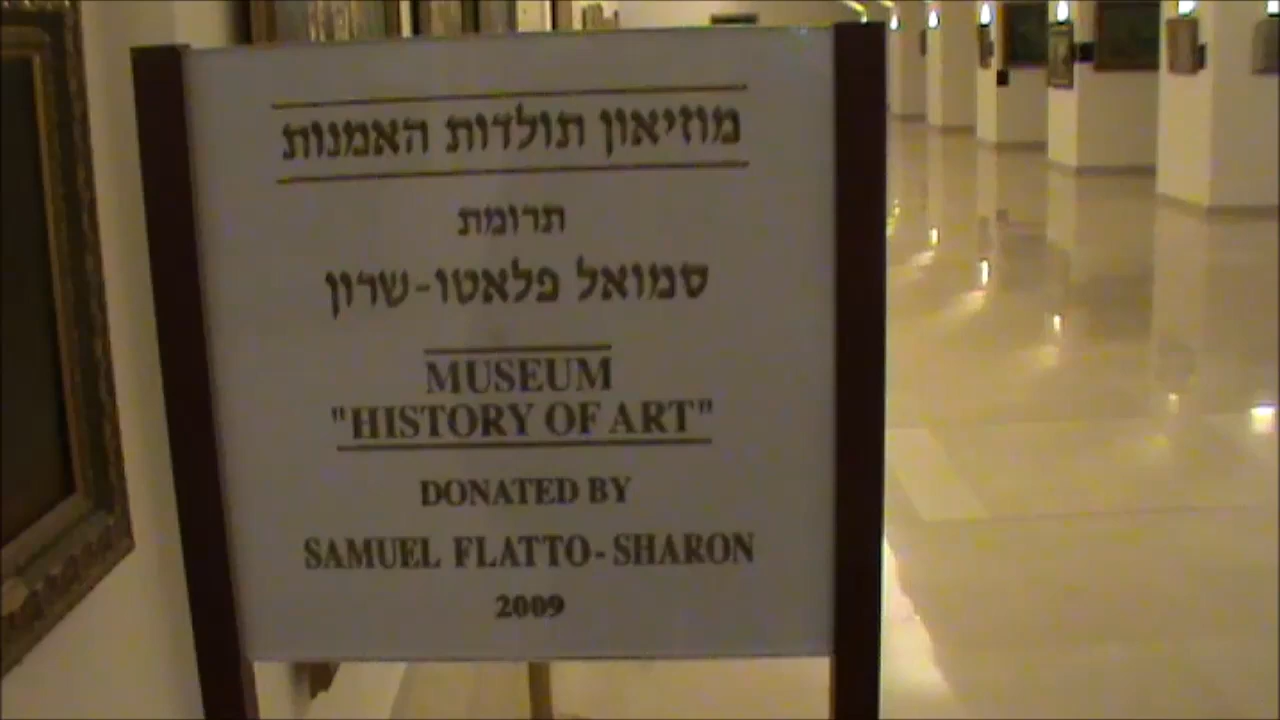 מוזיאון תולדות האמנות
תרומת
סמואל פלאטו-שרון
MUSEUM
"HISTORY OF ART"
DONATED BY
SAMUEL FLATTO-SHARON
2009